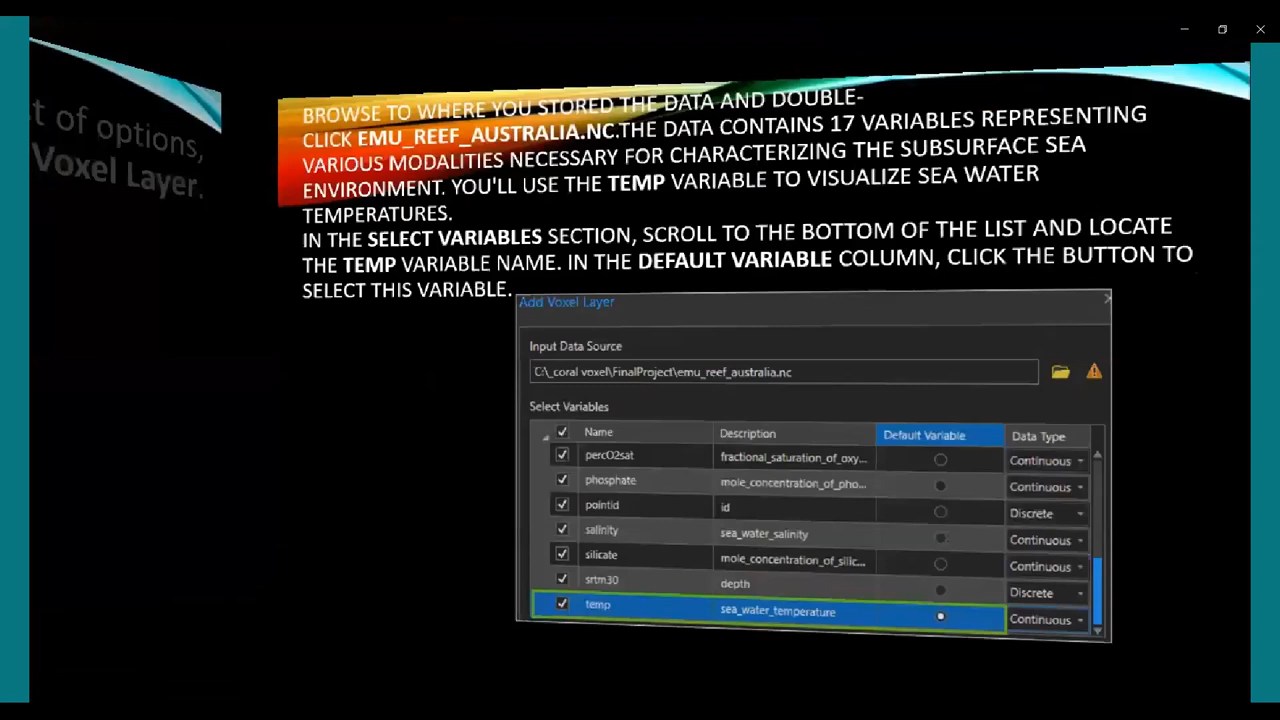 t of options,
Voxel Layer.
BROWSE TO WHERE YOU STORED THE DATA AND DOUBLE-
CLICK EMU_REEF_AUSTRALIA.NC.THE DATA CONTAINS 17 VARIABLES REPRESENTING
VARIOUS MODALITIES NECESSARY FOR CHARACTERIZING THE SUBSURFACE SEA
ENVIRONMENT. YOU'LL USE THE TEMP VARIABLE TO VISUALIZE SEA WATER
TEMPERATURES.
IN THE SELECT VARIABLES SECTION, SCROLL TO THE BOTTOM OF THE LIST AND LOCATE
THE TEMP VARIABLE NAME. IN THE DEFAULT VARIABLE COLUMN, CLICK THE BUTTON TO
SELECT THIS VARIABLE.
Add Voxel Layer
Input Data Source
C:\_coral voxel\FinalProject\emu_reef_australia.nc
Select Variables
Name Description Default Variable Data Type
percO2sat fractional_saturation_of_oxy... Continuous
phosphate mole_concentration_of_pho... Continuous
pointid id Discrete
salinity sea_water_salinity Continuous
silicate mole_concentration_of_silic... Continuous
srtm30 depth Discrete
temp sea_water_temperature Continuous